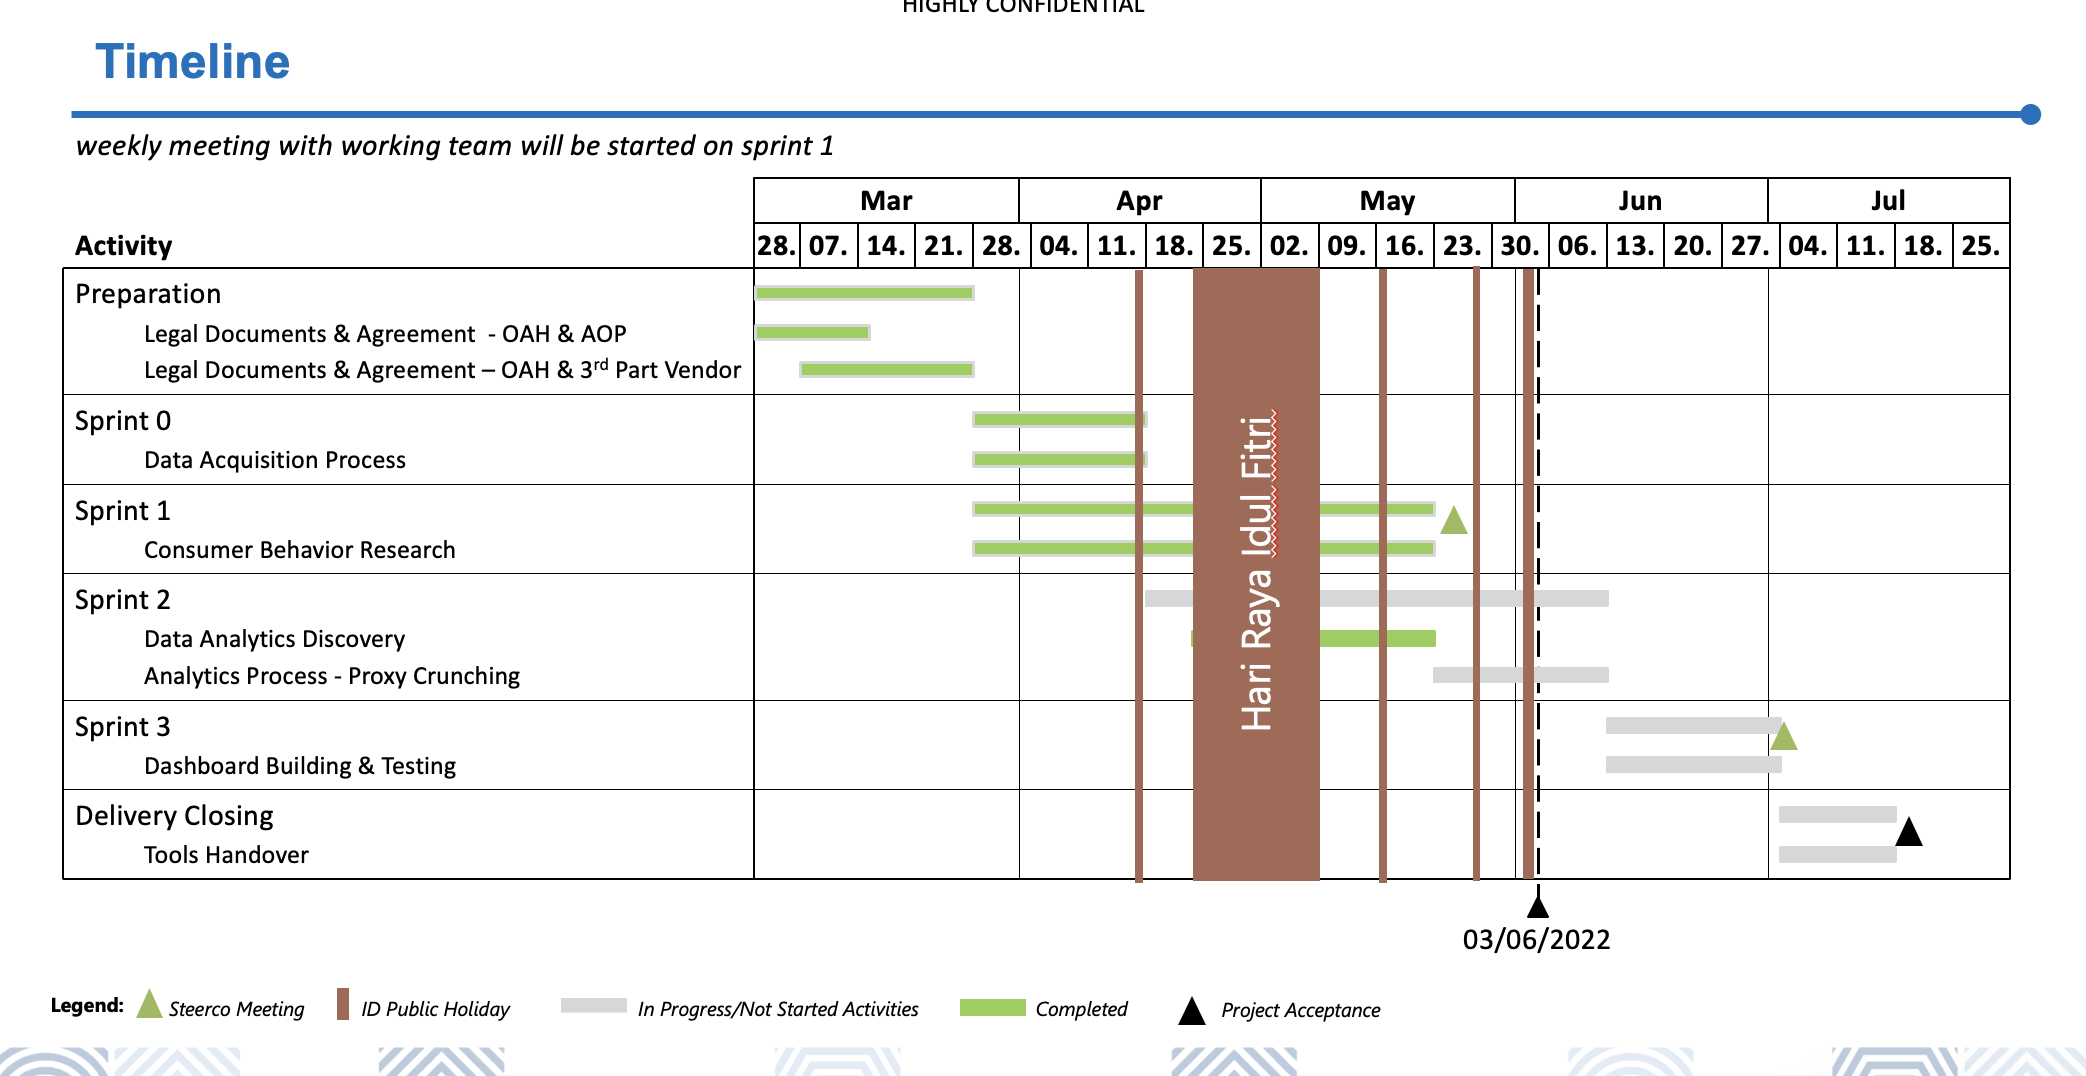 HIGHLY CONFIDENTIAL
Timeline
weekly meeting with working team will be started on sprint 1
Mar Apr May Jun Jul
Activity 28. 07. 14. 21. 28. 04. 11. 18. 25. 02. 09. 16. 23. 30. 06. 13. 20. 27. 04. 11. 18. 25.
Preparation
Legal Documents & Agreement - OAH & AOP
Legal Documents & Agreement – OAH & 3rd Part Vendor
Sprint 0
Data Acquisition Process
Sprint 1
Consumer Behavior Research
Sprint 2
Data Analytics Discovery
Analytics Process - Proxy Crunching
Sprint 3
Dashboard Building & Testing
Delivery Closing
Tools Handover
Hari Raya Idul Fitri
03/06/2022
Legend: Steerco Meeting ID Public Holiday In Progress/Not Started Activities Completed Project Acceptance